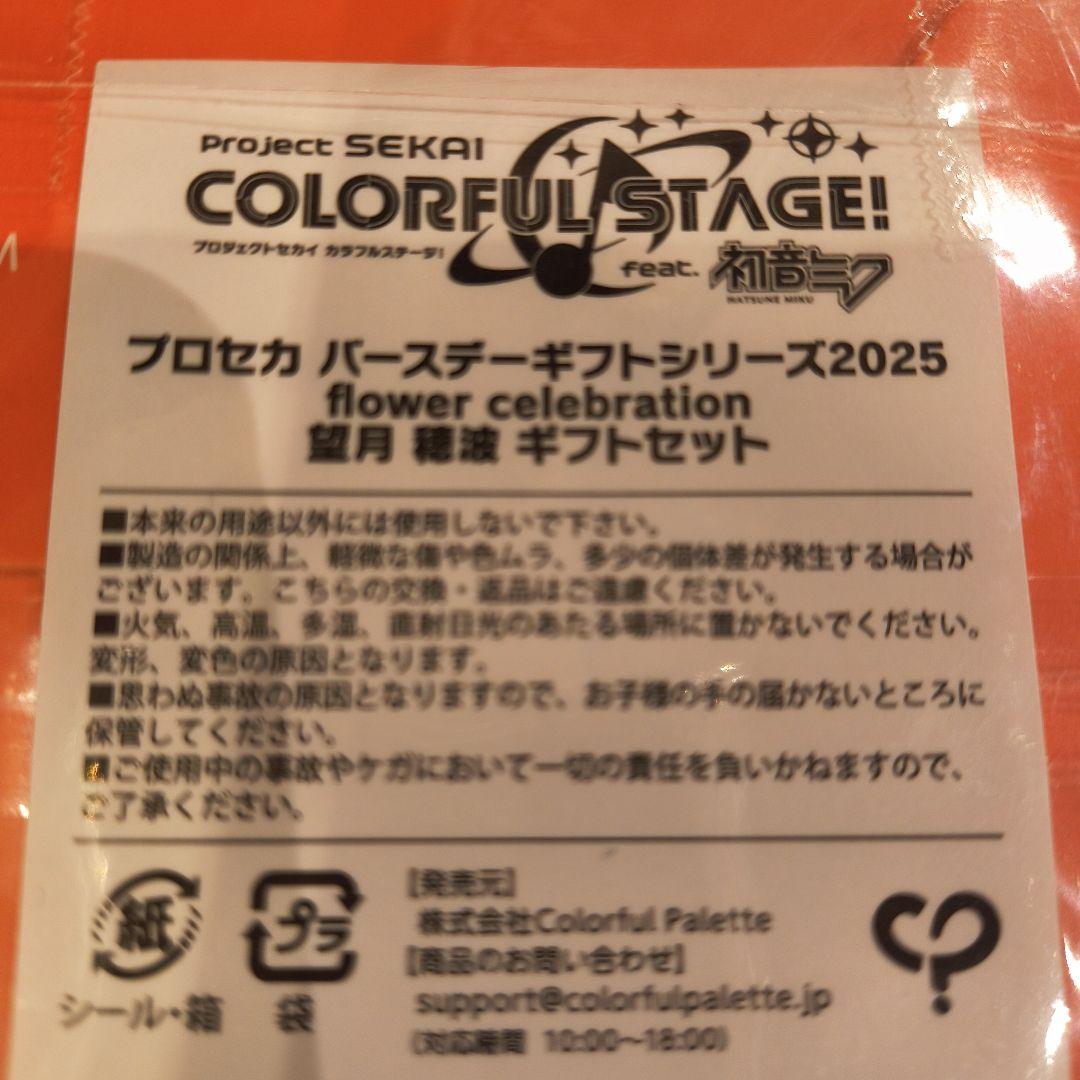 Project SEKAI
COLORFUL STAGE!
プロジェクトセカイ カラフルステージ!
feat. 初音ミク
HATSUNE MIKU
プロセカ バースデーギフトシリーズ2025
flower celebration
望月 穂波 ギフトセット
■本来の用途以外には使用しないで下さい。
■製造の関係上、軽微な傷や色ムラ、多少の個体差が発生する場合が
ございます。こちらの交換・返品はご遠慮ください。
■火気、高温、多湿、直射日光のあたる場所に置かないでください。
変形、変色の原因となります。
■思わぬ事故の原因となりますので、お子様の手の届かないところに
保管してください。
■ご使用中の事故やケガにおいて一切の責任を負いかねますので、
ご了承ください。
紙
シール・箱
プラ
袋
[発売元]
株式会社Colorful Palette
[商品のお問い合わせ]
support@colorfulpalette.jp
(対応時間 10:00~18:00)